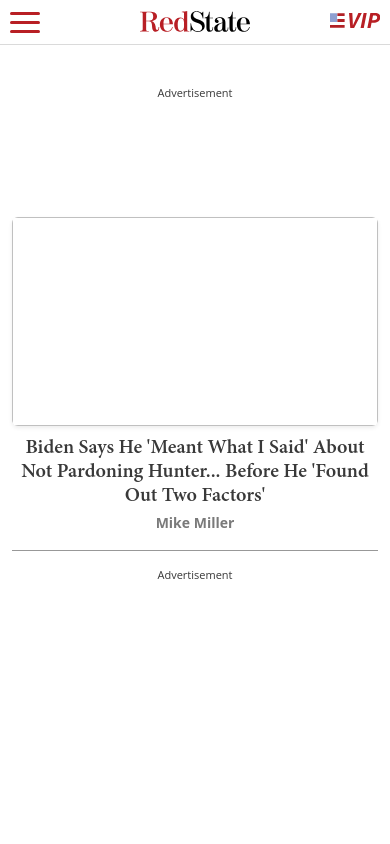 RedState
VIP
Advertisement
Biden Says He 'Meant What I Said' About
Not Pardoning Hunter... Before He 'Found
Out Two Factors'
Mike Miller
Advertisement